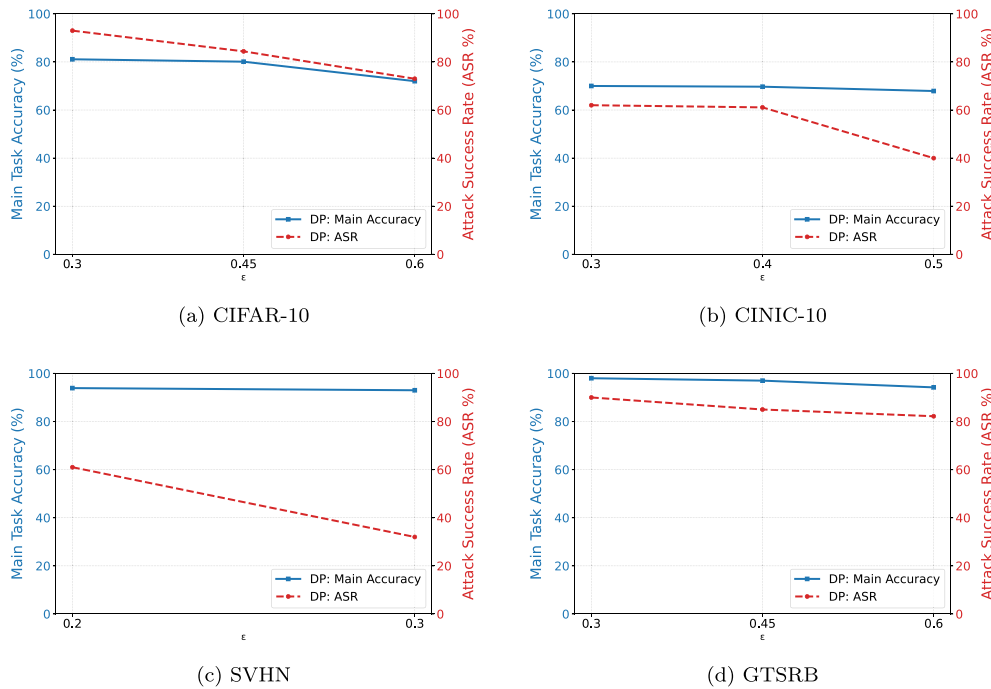 100
80
60
40
20
0
Main Task Accuracy (%)
100
80
60
40
20
0
Attack Success Rate (ASR %)
DP: Main Accuracy
DP: ASR
0.3
0.45
0.6
ε
(a) CIFAR-10
100
80
60
40
20
0
Main Task Accuracy (%)
100
80
60
40
20
0
Attack Success Rate (ASR %)
DP: Main Accuracy
DP: ASR
0.3
0.4
0.5
ε
(b) CINIC-10
100
80
60
40
20
0
Main Task Accuracy (%)
100
80
60
40
20
0
Attack Success Rate (ASR %)
DP: Main Accuracy
DP: ASR
0.2
0.3
ε
(c) SVHN
100
80
60
40
20
0
Main Task Accuracy (%)
100
80
60
40
20
0
Attack Success Rate (ASR %)
DP: Main Accuracy
DP: ASR
0.3
0.45
0.6
ε
(d) GTSRB